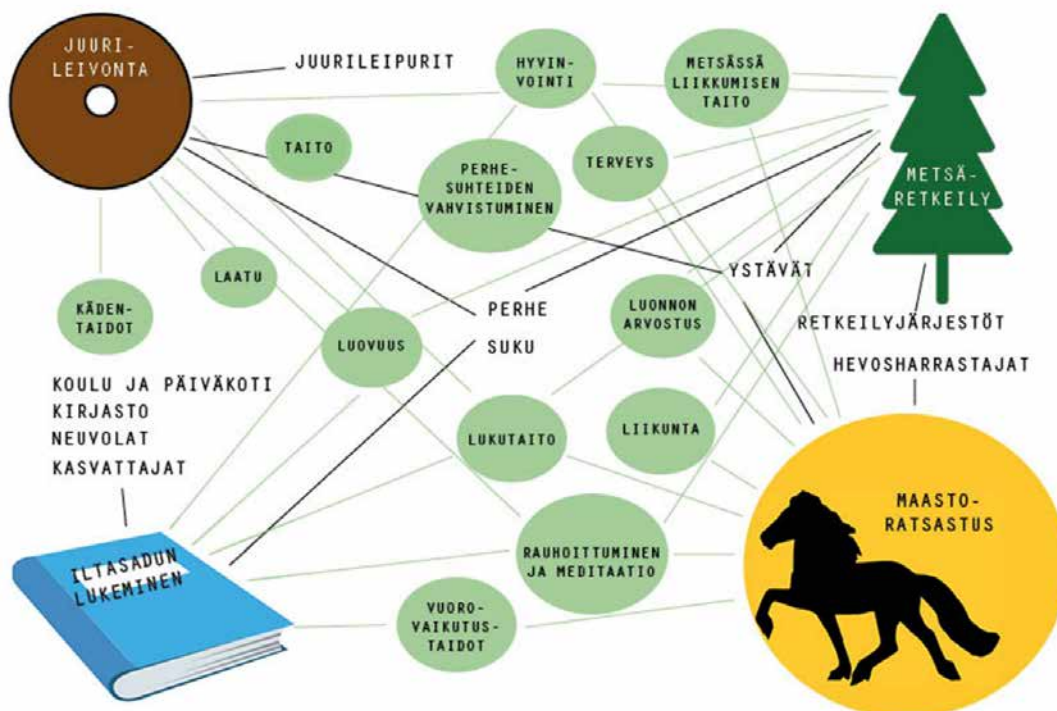 JUURI-
LEIVONTA
JUURILEIPURIT
HYVIN-
VOINTI
METSÄSSÄ
LIIKKUMISEN
TAITO
TAITO
PERHE-
SUHTEIDEN
VAHVISTUMINEN
TERVEYS
METSÄ-
RETKEILY
LAATU
KÄDEN-
TAIDOT
LUOVUUS
PERHE
SUKU
YSTÄVÄT
LUONNON
ARVOSTUS
RETKEILYJÄRJESTÖT
HEVOSHARRASTAJAT
KOULU JA PÄIVÄKOTI
KIRJASTO
NEUVOLAT
KASVATTAJAT
LUKUTAITO
LIIKUNTA
MAASTO-
RATSASTUS
ILTASADUN
LUKEMINEN
RAUHOITTUMINEN
JA MEDITAATIO
VUORO-
VAIKUTUS-
TAIDOT